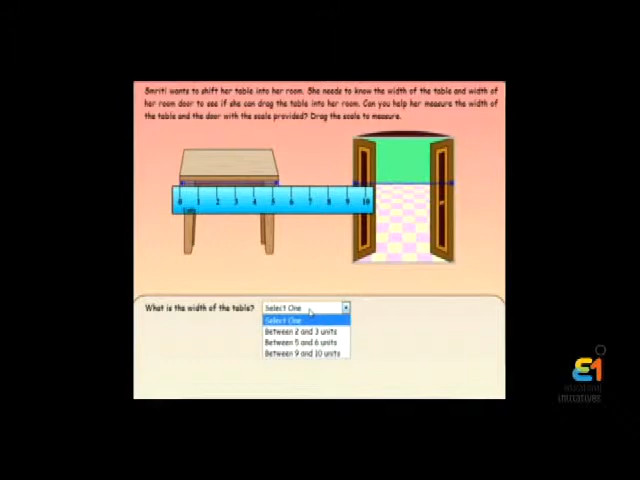 Smriti wants to shift her table into her room. She needs to know the width of the table and width of
her room door to see if she can drag the table into her room. Can you help her measure the width of
the table and the door with the scale provided? Drag the scale to measure.
0 1 2 3 4 5 6 7 8 9 10
What is the width of the table? Select One
Select One
Between 2 and 3 units
Between 5 and 6 units
Between 9 and 10 units
EI
educational
initiatives